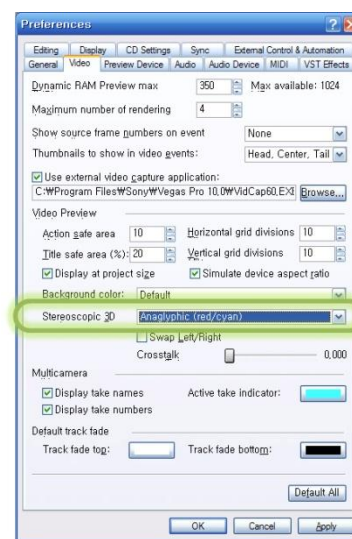 Preferences
Editing Display CD Settings Sync External Control & Automation
General Video Preview Device Audio Audio Device MIDI VST Effects
Dynamic RAM Preview max 350 Max available: 1024
Maximum number of rendering 4
Show source frame numbers on event None
Thumbnails to show in video events: Head, Center, Tail
Use external video capture application:
C:₩Program Files₩Sony₩Vegas Pro 10,0₩VidCap60,EXE Browse...
Video Preview
Action safe area 10 Horizontal grid divisions 10
Title safe area (%): 20 Vertical grid divisions 10
Display at project size Simulate device aspect ratio
Background color: Default
Stereoscopic 3D Anaglyphic (red/cyan)
Swap Left/Right
Crosstalk 0,000
Multicamera
Display take names Active take indicator:
Display take numbers
Default track fade
Track fade top: Track fade bottom:
Default All
OK Cancel Apply